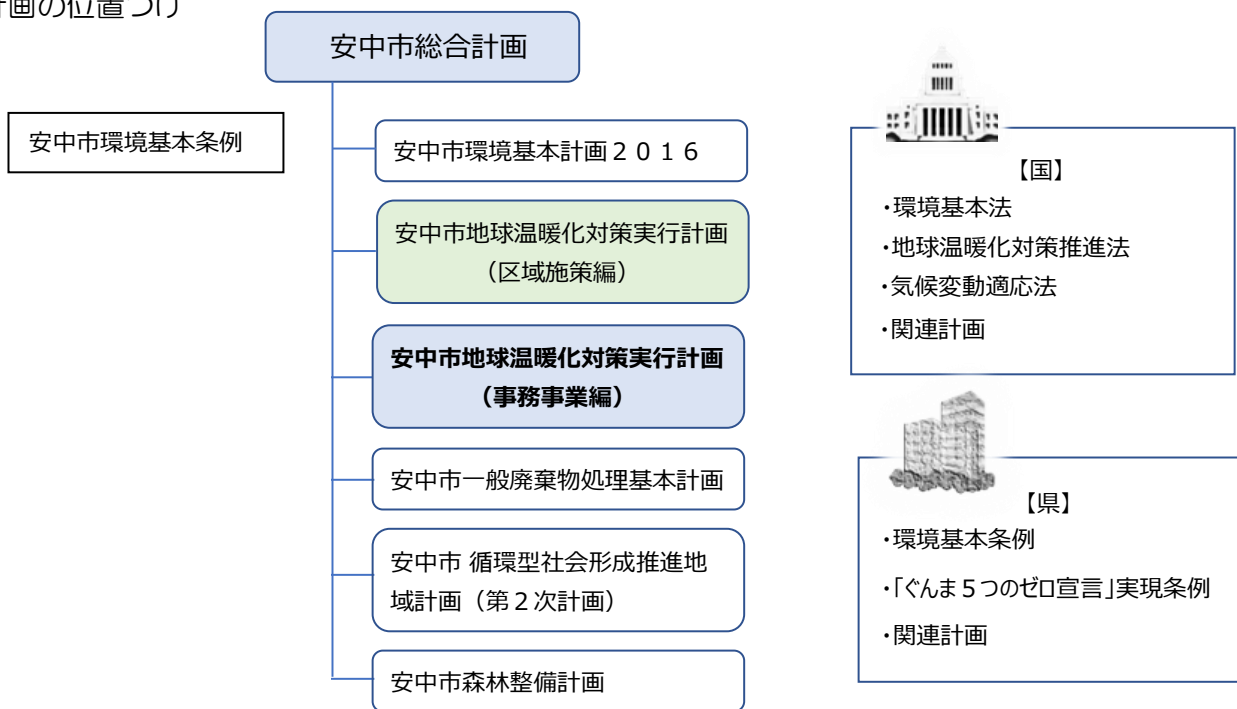 計画の位置づけ
安中市総合計画
安中市環境基本条例
安中市環境基本計画２０１６
安中市地球温暖化対策実行計画
（区域施策編）
安中市地球温暖化対策実行計画
（事務事業編）
安中市一般廃棄物処理基本計画
安中市 循環型社会形成推進地
域計画（第２次計画）
安中市森林整備計画
【国】
・環境基本法
・地球温暖化対策推進法
・気候変動適応法
・関連計画
【県】
・環境基本条例
・「ぐんま５つのゼロ宣言」実現条例
・関連計画